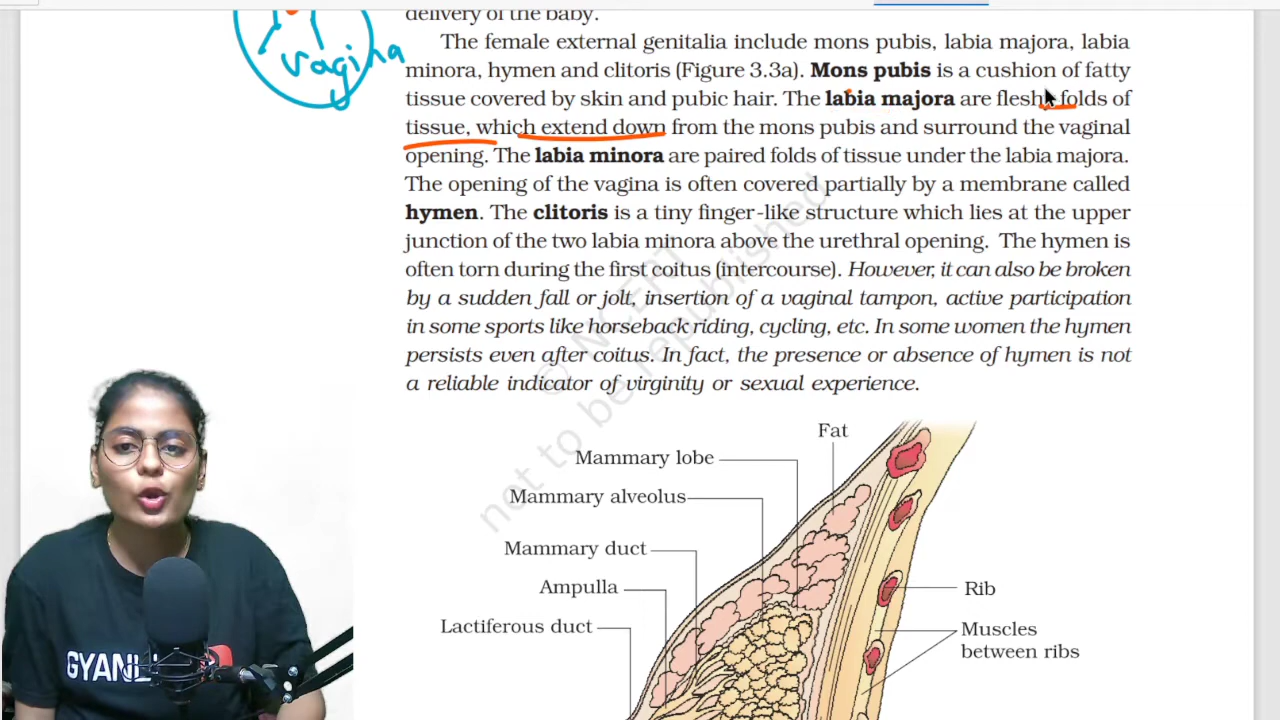 delivery of the baby.
vagina
The female external genitalia include mons pubis, labia majora, labia
minora, hymen and clitoris (Figure 3.3a). Mons pubis is a cushion of fatty
tissue covered by skin and pubic hair. The labia majora are fleshy folds of
tissue, which extend down from the mons pubis and surround the vaginal
opening. The labia minora are paired folds of tissue under the labia majora.
The opening of the vagina is often covered partially by a membrane called
hymen. The clitoris is a tiny finger-like structure which lies at the upper
junction of the two labia minora above the urethral opening. The hymen is
often torn during the first coitus (intercourse). However, it can also be broken
by a sudden fall or jolt, insertion of a vaginal tampon, active participation
in some sports like horseback riding, cycling, etc. In some women the hymen
persists even after coitus. In fact, the presence or absence of hymen is not
a reliable indicator of virginity or sexual experience.
© NCERT
not to be republished
Fat
Mammary lobe
Mammary alveolus
Mammary duct
Ampulla
Lactiferous duct
Rib
Muscles
between ribs